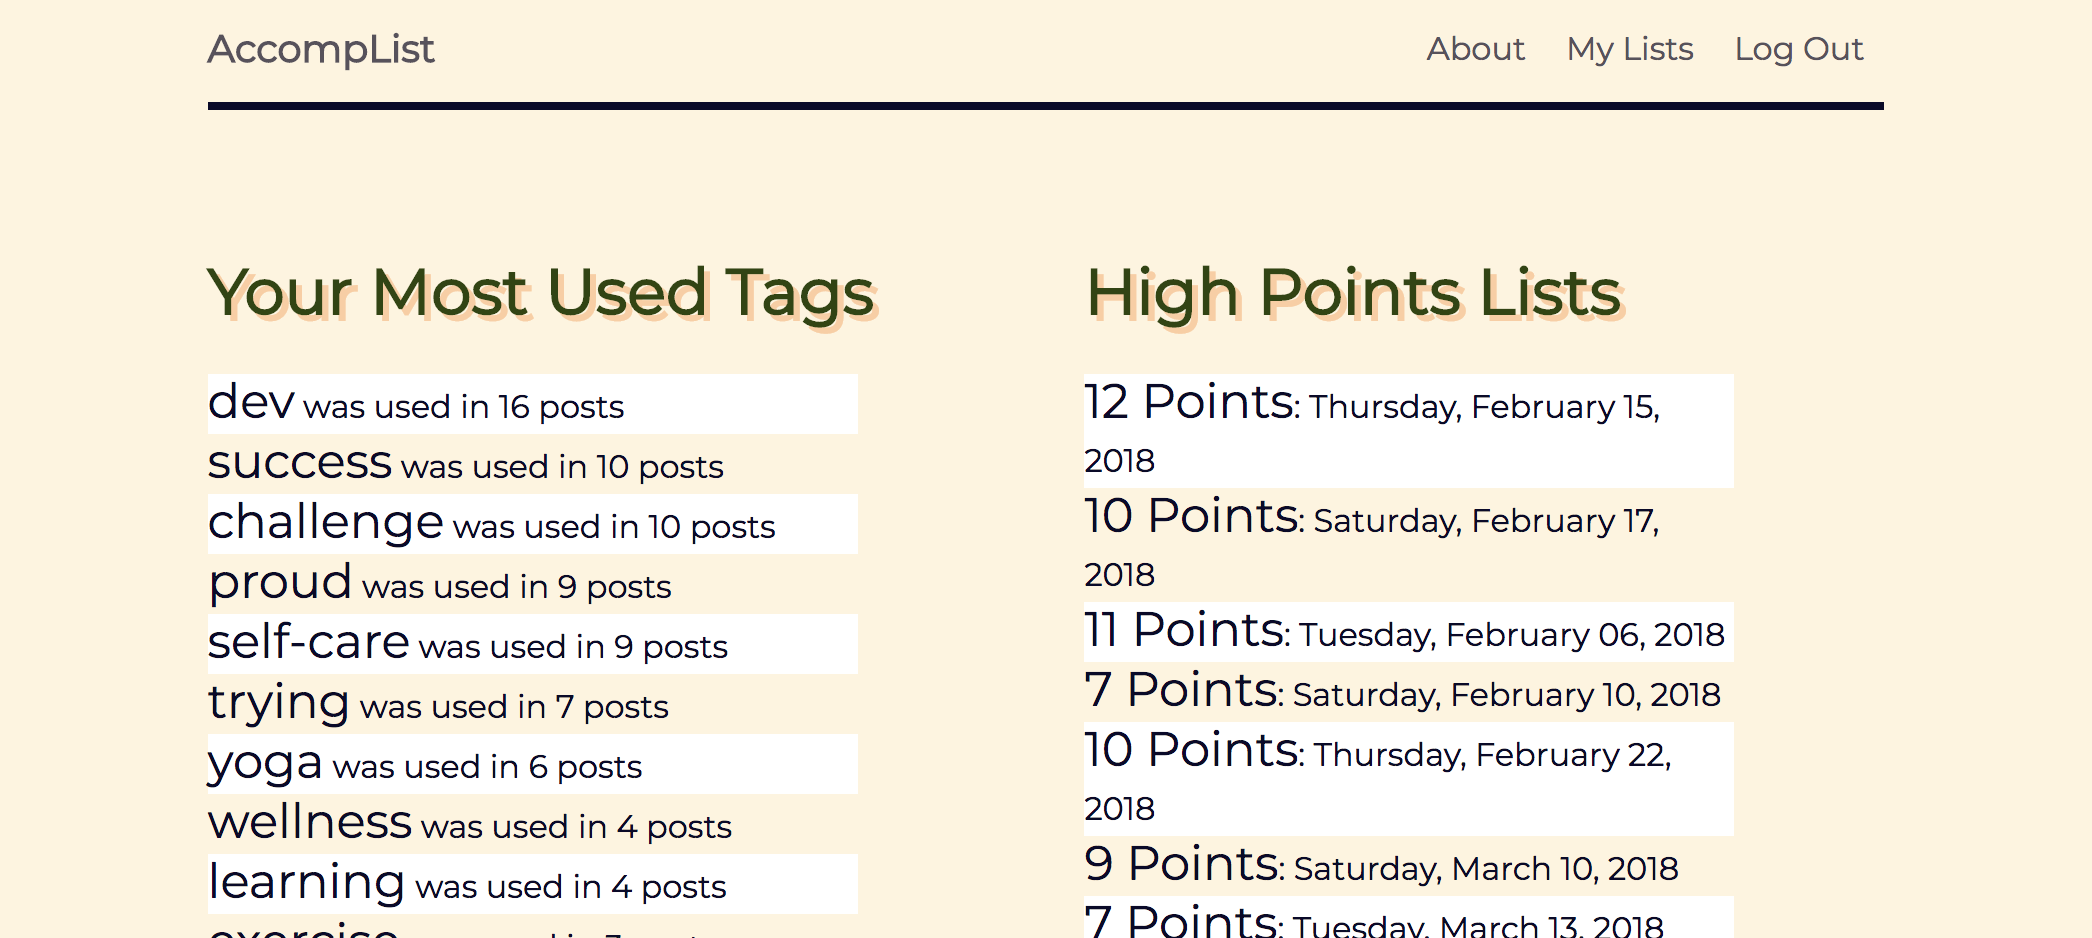 AccompList
About My Lists Log Out
Your Most Used Tags
dev was used in 16 posts
success was used in 10 posts
challenge was used in 10 posts
proud was used in 9 posts
self-care was used in 9 posts
trying was used in 7 posts
yoga was used in 6 posts
wellness was used in 4 posts
learning was used in 4 posts
High Points Lists
12 Points: Thursday, February 15,
2018
10 Points: Saturday, February 17,
2018
11 Points: Tuesday, February 06, 2018
7 Points: Saturday, February 10, 2018
10 Points: Thursday, February 22,
2018
9 Points: Saturday, March 10, 2018
7 Points: Tuesday, March 13, 2018